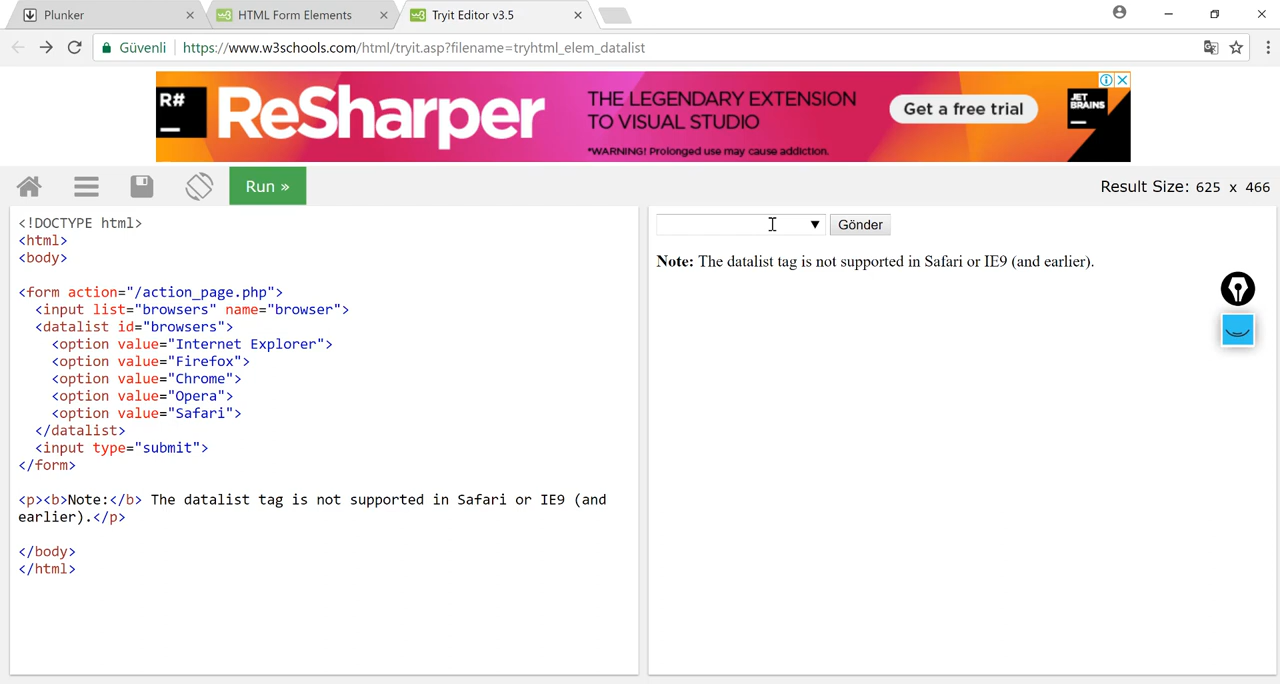 Plunker
HTML Form Elements
Tryit Editor v3.5
Güvenli
https://www.w3schools.com/html/tryit.asp?filename=tryhtml_elem_datalist
R#
ReSharper
THE LEGENDARY EXTENSION
TO VISUAL STUDIO
*WARNING! Prolonged use may cause addiction.
Get a free trial
JET
BRAINS
Run »
Result Size: 625 x 466
<!DOCTYPE html>
<html>
<body>
<form action="/action_page.php">
<input list="browsers" name="browser">
<datalist id="browsers">
<option value="Internet Explorer">
<option value="Firefox">
<option value="Chrome">
<option value="Opera">
<option value="Safari">
</datalist>
<input type="submit">
</form>
<p><b>Note:</b> The datalist tag is not supported in Safari or IE9 (and
earlier).</p>
</body>
</html>
Gönder
Note: The datalist tag is not supported in Safari or IE9 (and earlier).